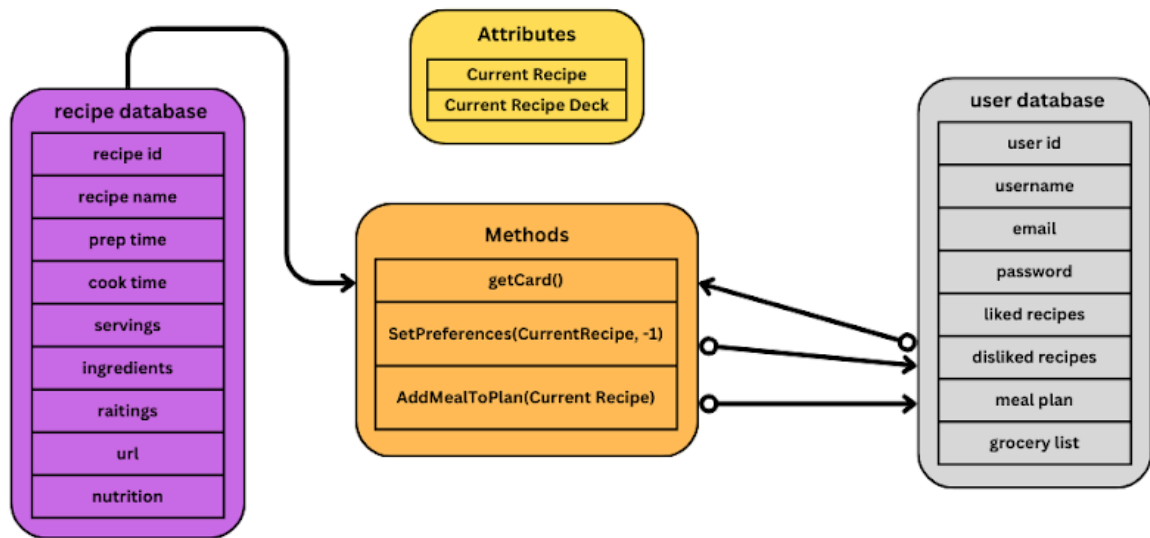 Attributes
Current Recipe
Current Recipe Deck
recipe database
recipe id
recipe name
prep time
cook time
servings
ingredients
raitings
url
nutrition
Methods
getCard()
SetPreferences(CurrentRecipe, -1)
AddMealToPlan(Current Recipe)
user database
user id
username
email
password
liked recipes
disliked recipes
meal plan
grocery list